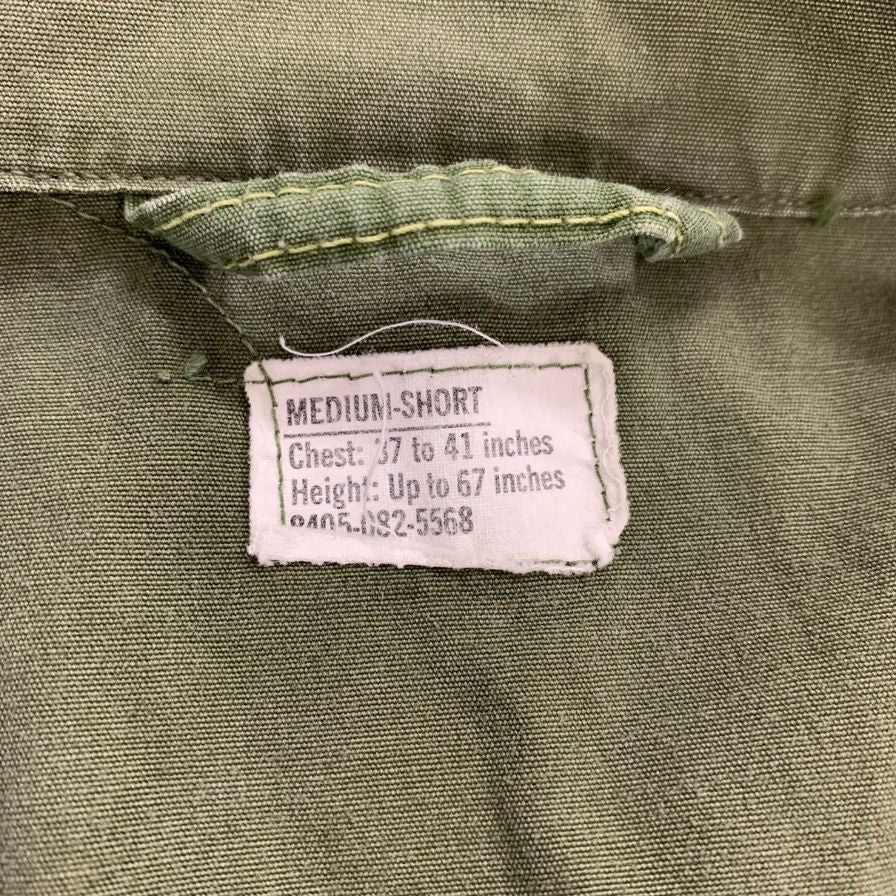 MEDIUM-SHORT
Chest: 37 to 41 inches
Height: Up to 67 inches
8405-082-5568